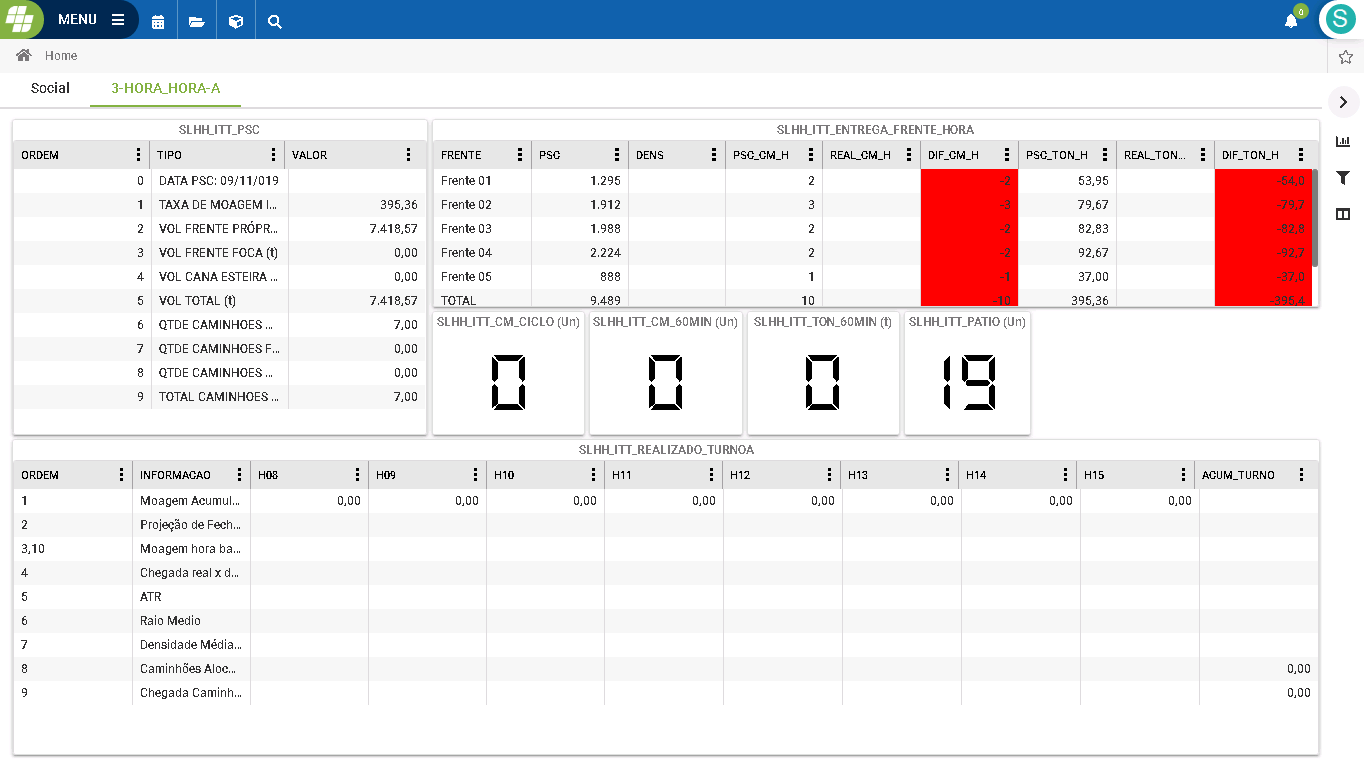 MENU
0
S
Home
Social 3-HORA_HORA-A
SLHH_ITT_PSC
ORDEM TIPO VALOR
0 DATA PSC: 09/11/019
1 TAXA DE MOAGEM I... 395,36
2 VOL FRENTE PRÓPR... 7.418,57
3 VOL FRENTE FOCA (t) 0,00
4 VOL CANA ESTEIRA ... 0,00
5 VOL TOTAL (t) 7.418,57
6 QTDE CAMINHOES ... 7,00
7 QTDE CAMINHOES F... 0,00
8 QTDE CAMINHOES ... 0,00
9 TOTAL CAMINHOES ... 7,00
SLHH_ITT_ENTREGA_FRENTE_HORA
FRENTE PSC DENS PSC_CM_H REAL_CM_H DIF_CM_H PSC_TON_H REAL_TON... DIF_TON_H
Frente 01 1.295 2 -2 53,95 -54,0
Frente 02 1.912 3 -3 79,67 -79,7
Frente 03 1.988 2 -2 82,83 -82,8
Frente 04 2.224 2 -2 92,67 -92,7
Frente 05 888 1 -1 37,00 -37,0
TOTAL 9.489 10 -10 395,36 -395,4
SLHH_ITT_CM_CICLO (Un) SLHH_ITT_CM_60MIN (Un) SLHH_ITT_TON_60MIN (t) SLHH_ITT_PATIO (Un)
0 0 0 19
SLHH_ITT_REALIZADO_TURNOA
ORDEM INFORMACAO H08 H09 H10 H11 H12 H13 H14 H15 ACUM_TURNO
1 Moagem Acumul... 0,00 0,00 0,00 0,00 0,00 0,00 0,00 0,00
2 Projeção de Fech...
3,10 Moagem hora ba...
4 Chegada real x d...
5 ATR
6 Raio Medio
7 Densidade Média...
8 Caminhões Aloc... 0,00
9 Chegada Caminh... 0,00